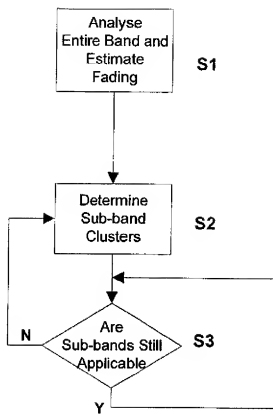 Analyse
Entire Band and
Estimate
Fading
S1
Determine
Sub-band
Clusters
S2
Are
Sub-bands Still
Applicable
S3
N
Y